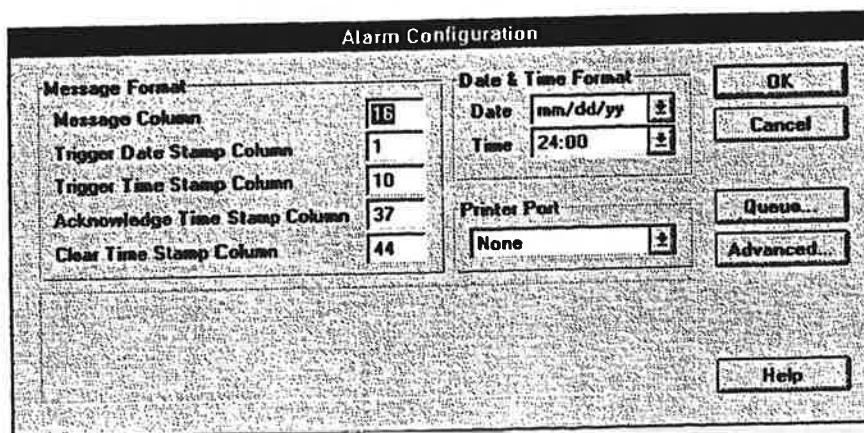 Alarm Configuration
Message Format
Message Column 16
Trigger Date Stamp Column 1
Trigger Time Stamp Column 10
Acknowledge Time Stamp Column 37
Clear Time Stamp Column 44
Date & Time Format
Date mm/dd/yy
Time 24:00
Printer Port
None
OK
Cancel
Queue...
Advanced...
Help